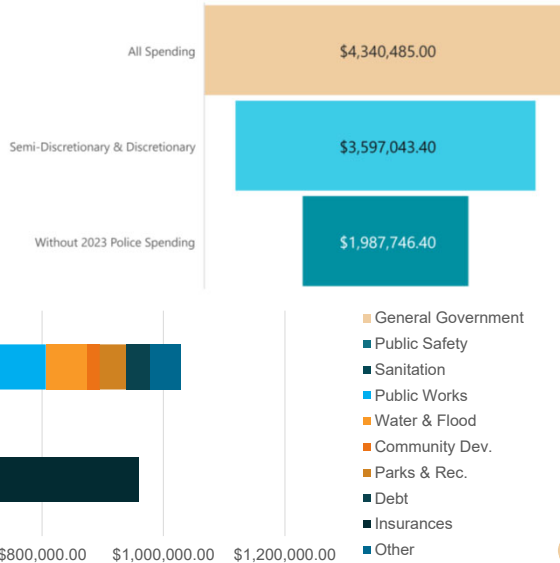 All Spending
$4,340,485.00
Semi-Discretionary & Discretionary
$3,597,043.40
Without 2023 Police Spending
$1,987,746.40
General Government
Public Safety
Sanitation
Public Works
Water & Flood
Community Dev.
Parks & Rec.
Debt
Insurances
Other
$800,000.00 $1,000,000.00 $1,200,000.00